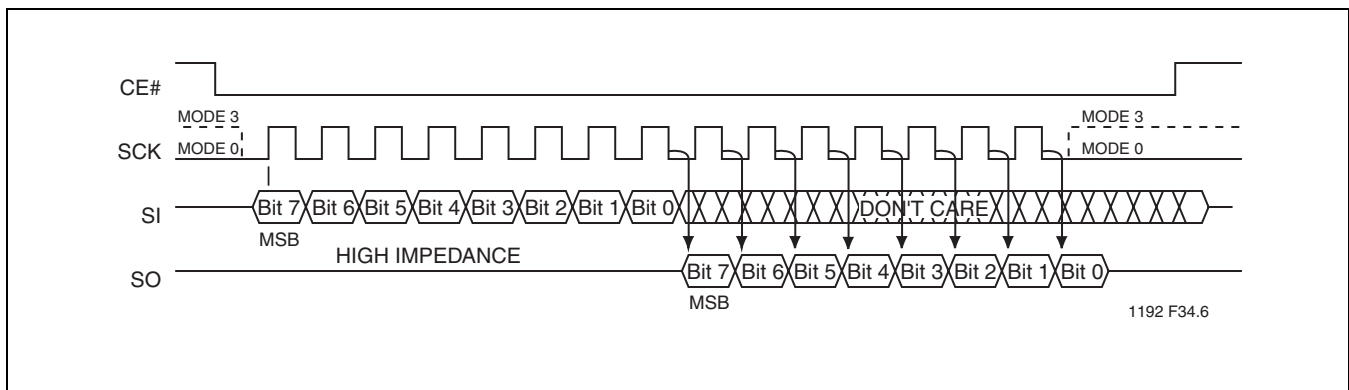 CE#
MODE 3 MODE 3
SCK MODE 0 MODE 0
SI Bit 7 Bit 6 Bit 5 Bit 4 Bit 3 Bit 2 Bit 1 Bit 0 DON'T CARE
MSB
HIGH IMPEDANCE
SO Bit 7 Bit 6 Bit 5 Bit 4 Bit 3 Bit 2 Bit 1 Bit 0
MSB
1192 F34.6